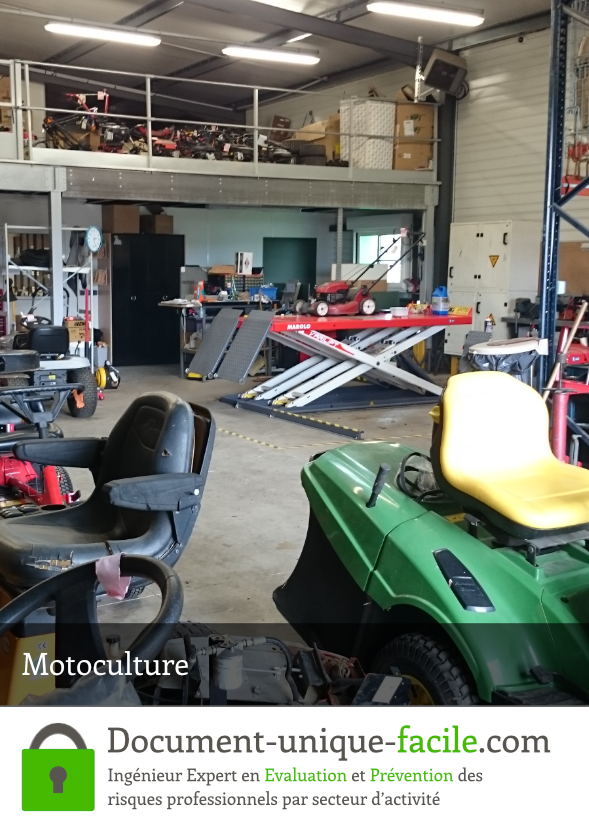 MAROLO
Motoculture
Document-unique-facile.com
Ingénieur Expert en Evaluation et Prévention des
risques professionnels par secteur d’activité